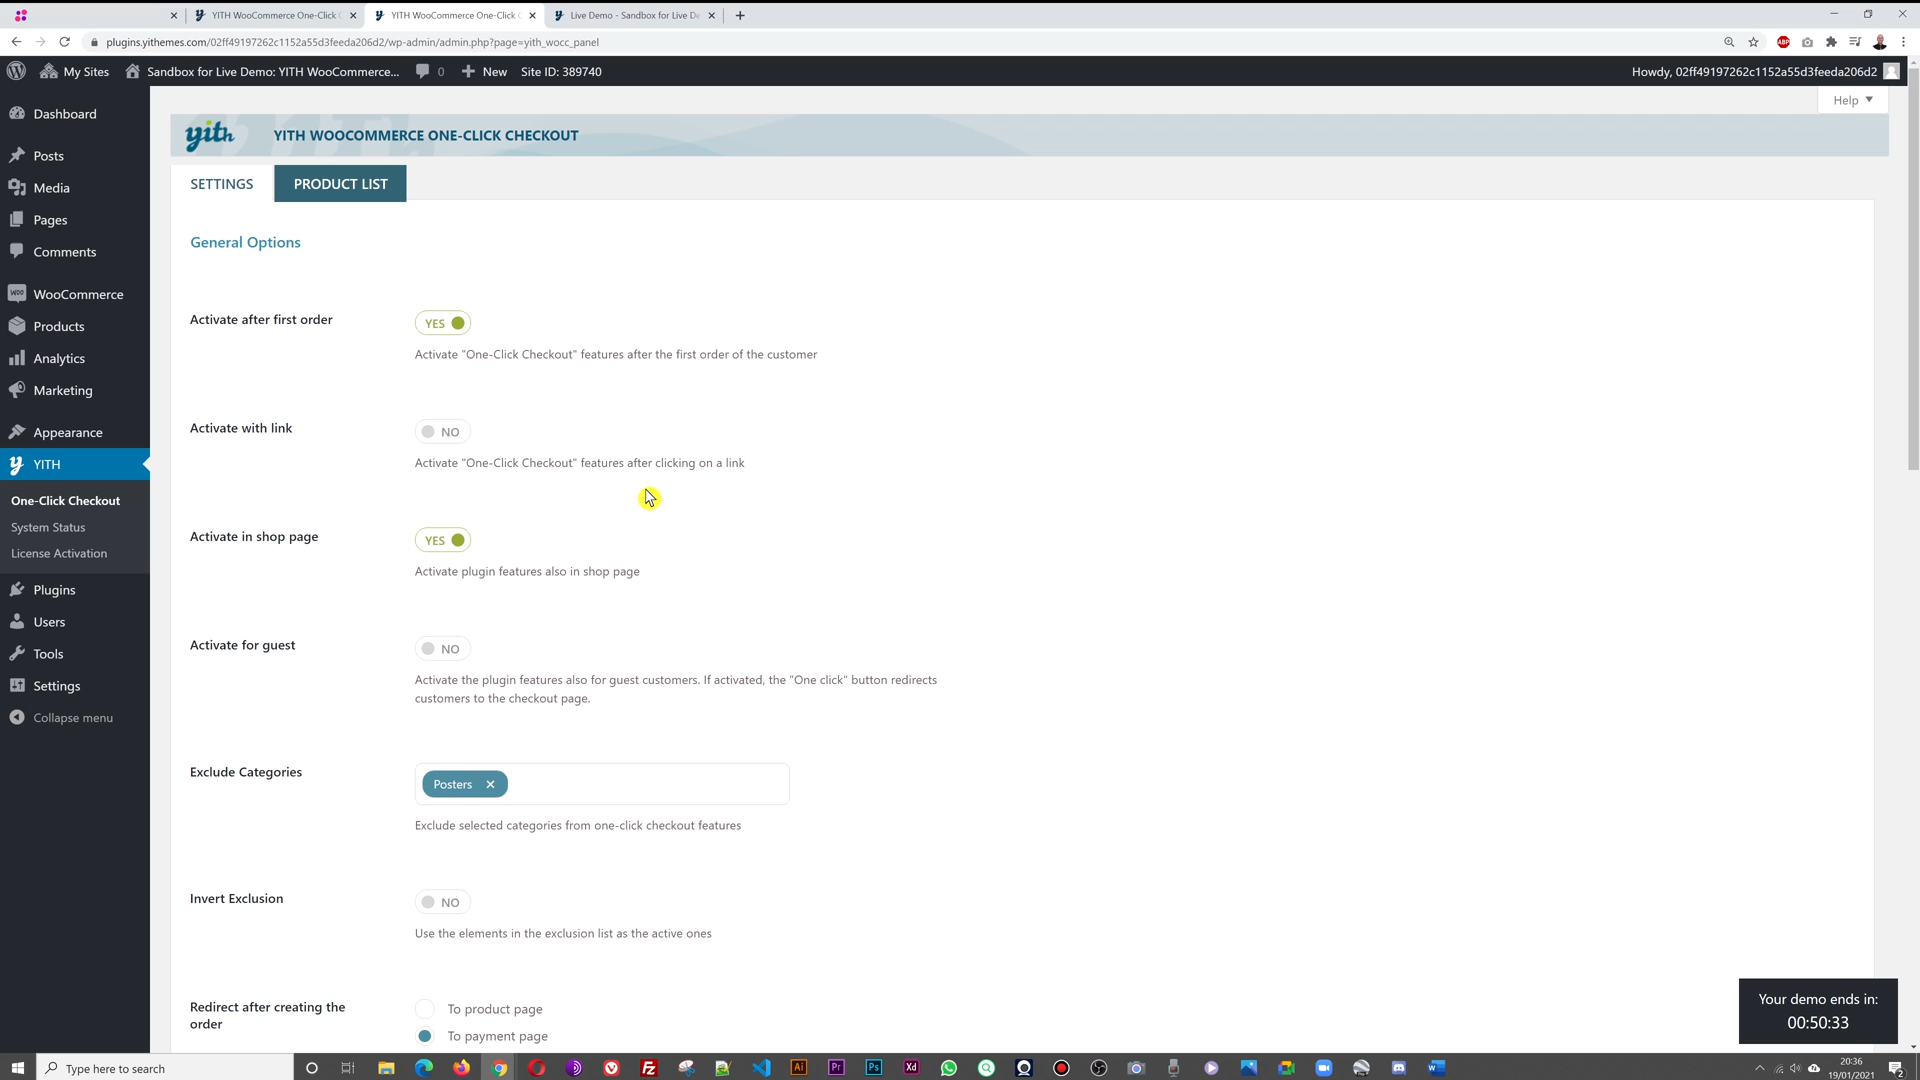 YITH WooCommerce One-Click C
YITH WooCommerce One-Click C
Live Demo - Sandbox for Live De
plugins.yithemes.com/02ff49197262c1152a55d3feeda206d2/wp-admin/admin.php?page=yith_wocc_panel
My Sites
Sandbox for Live Demo: YITH WooCommerce...
0
New
Site ID: 389740
Howdy, 02ff49197262c1152a55d3feeda206d2
Help
Dashboard
Posts
Media
Pages
Comments
WooCommerce
Products
Analytics
Marketing
Appearance
YITH
One-Click Checkout
System Status
License Activation
Plugins
Users
Tools
Settings
Collapse menu
yith
YITH WOOCOMMERCE ONE-CLICK CHECKOUT
SETTINGS
PRODUCT LIST
General Options
Activate after first order
YES
Activate "One-Click Checkout" features after the first order of the customer
Activate with link
NO
Activate "One-Click Checkout" features after clicking on a link
Activate in shop page
YES
Activate plugin features also in shop page
Activate for guest
NO
Activate the plugin features also for guest customers. If activated, the "One click" button redirects
customers to the checkout page.
Exclude Categories
Posters
Exclude selected categories from one-click checkout features
Invert Exclusion
NO
Use the elements in the exclusion list as the active ones
Redirect after creating the
order
To product page
To payment page
Your demo ends in:
00:50:33
Type here to search
20:36
19/01/2021